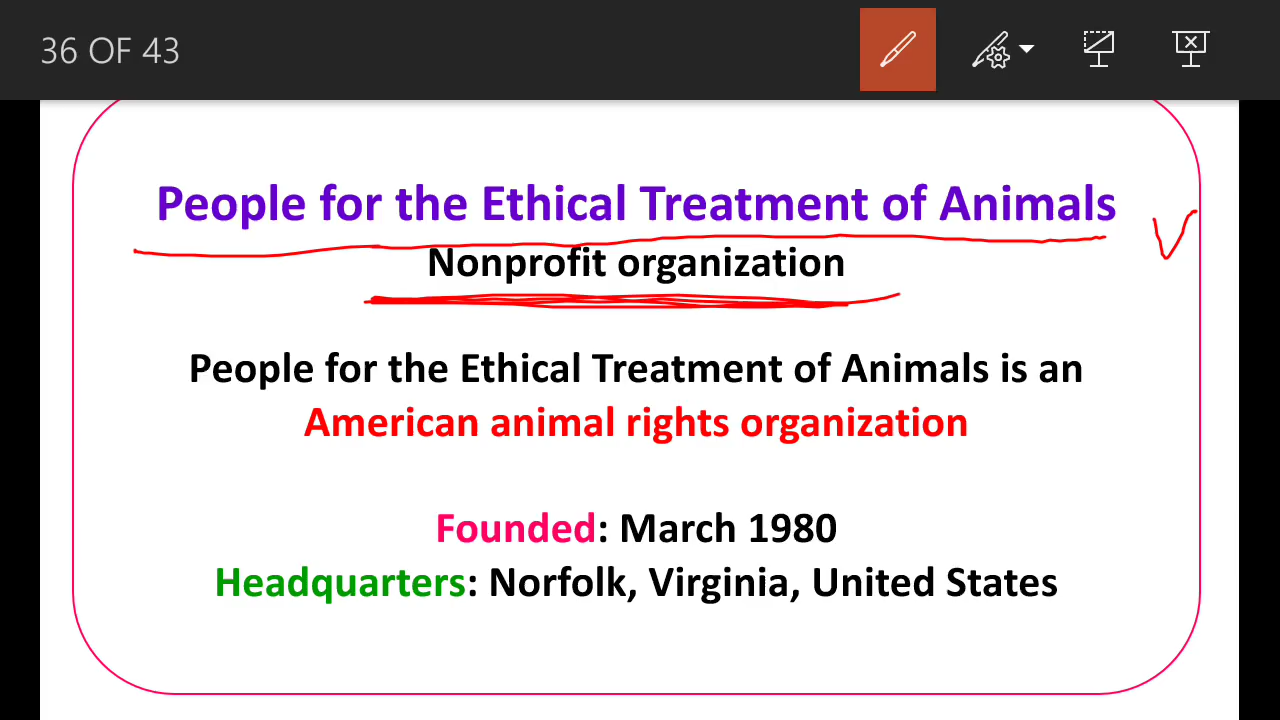 36 OF 43
People for the Ethical Treatment of Animals
Nonprofit organization
People for the Ethical Treatment of Animals is an
American animal rights organization
Founded: March 1980
Headquarters: Norfolk, Virginia, United States